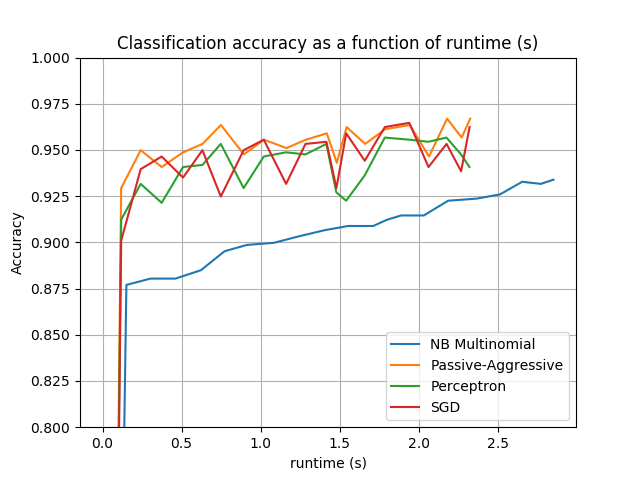 Classification accuracy as a function of runtime (s)
1.000
0.975
0.950
0.925
0.900
0.875
0.850
0.825
0.800
Accuracy
NB Multinomial
Passive-Aggressive
Perceptron
SGD
0.0 0.5 1.0 1.5 2.0 2.5
runtime (s)